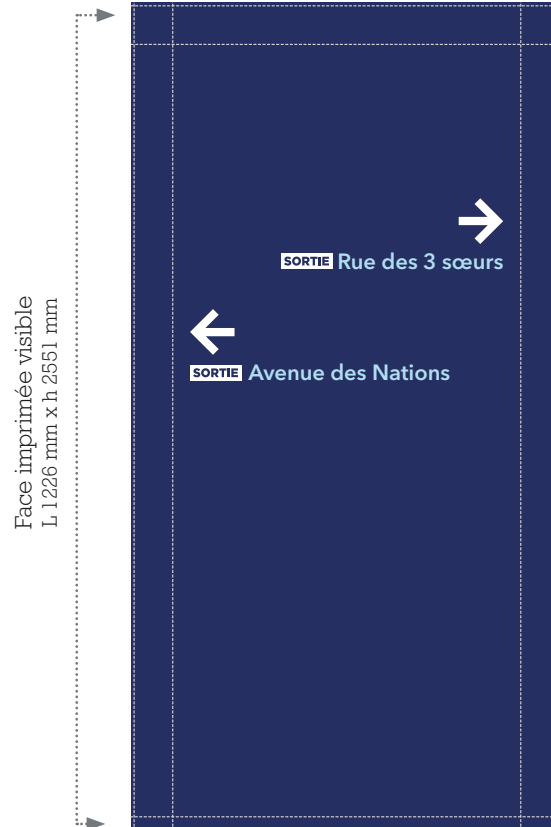 Face imprimée visible
L 1226 mm x h 2551 mm
SORTIE Rue des 3 sœurs
SORTIE Avenue des Nations